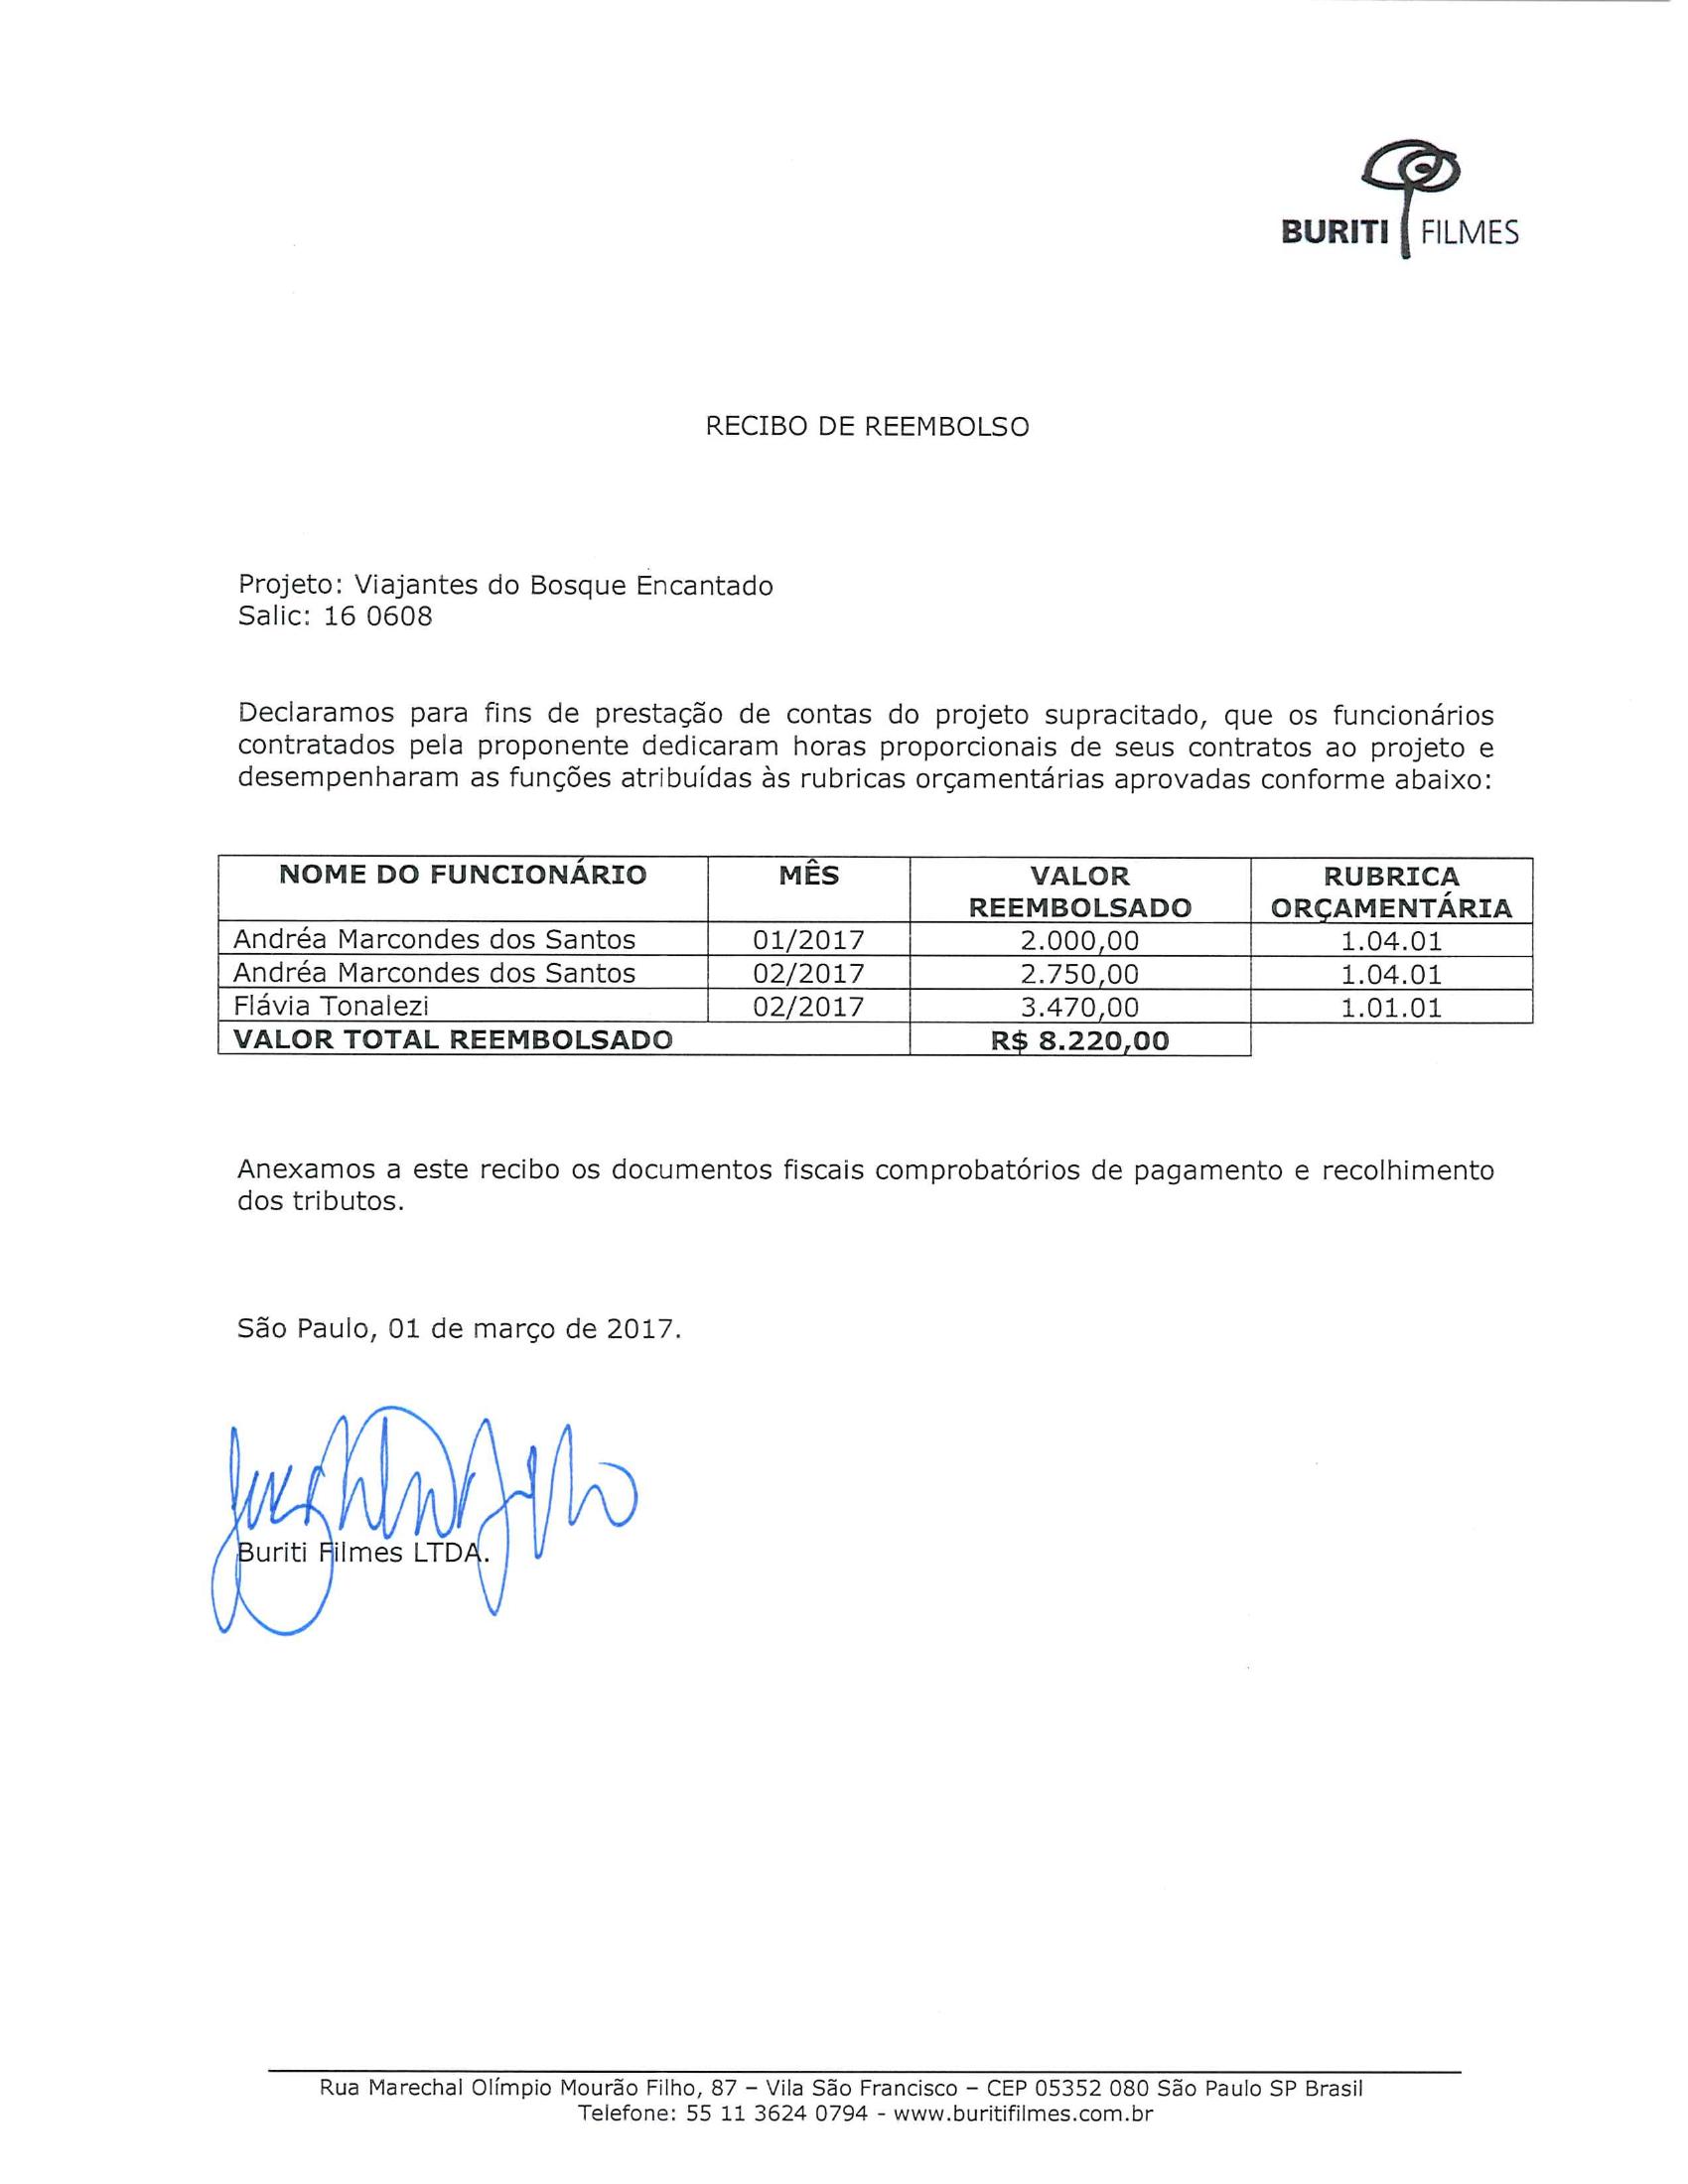 BURITI FILMES
RECIBO DE REEMBOLSO
Projeto: Viajantes do Bosque Encantado
Salic: 16 0608
Declaramos para fins de prestação de contas do projeto supracitado, que os funcionários
contratados pela proponente dedicaram horas proporcionais de seus contratos ao projeto e
desempenharam as funções atribuídas às rubricas orçamentárias aprovadas conforme abaixo:
NOME DO FUNCIONÁRIO MÊS VALOR REEMBOLSADO RUBRICA ORÇAMENTÁRIA
Andréa Marcondes dos Santos 01/2017 2.000,00 1.04.01
Andréa Marcondes dos Santos 02/2017 2.750,00 1.04.01
Flávia Tonalezi 02/2017 3.470,00 1.01.01
VALOR TOTAL REEMBOLSADO R$ 8.220,00
Anexamos a este recibo os documentos fiscais comprobatórios de pagamento e recolhimento
dos tributos.
São Paulo, 01 de março de 2017.
Buriti Filmes LTDA.
Rua Marechal Olímpio Mourão Filho, 87 – Vila São Francisco – CEP 05352 080 São Paulo SP Brasil
Telefone: 55 11 3624 0794 - www.buritifilmes.com.br